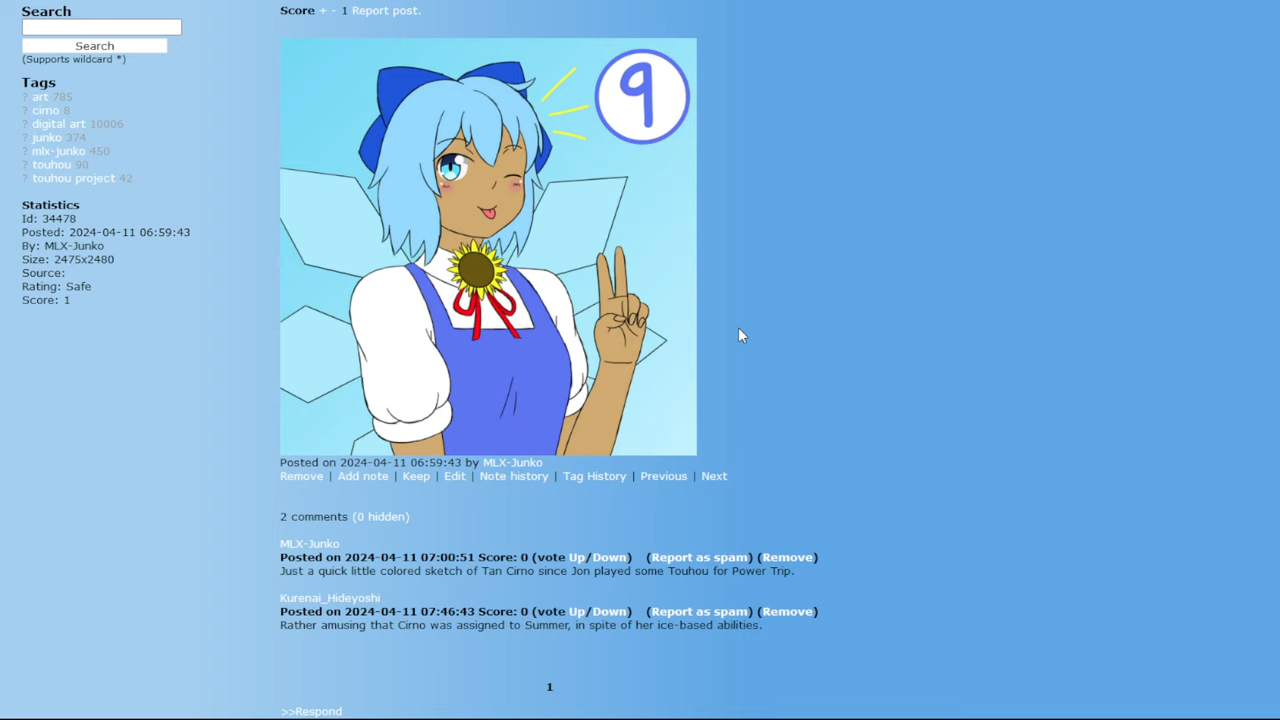 Search
Search
(Supports wildcard *)
Tags
? art 785
? cirno 8
? digital art 10006
? junko 374
? mlx-junko 450
? touhou 90
? touhou project 42
Statistics
Id: 34478
Posted: 2024-04-11 06:59:43
By: MLX-Junko
Size: 2475x2480
Source:
Rating: Safe
Score: 1
Score + - 1 Report post.
9
Posted on 2024-04-11 06:59:43 by MLX-Junko
Remove | Add note | Keep | Edit | Note history | Tag History | Previous | Next
2 comments (0 hidden)
MLX-Junko
Posted on 2024-04-11 07:00:51 Score: 0 (vote Up/Down) (Report as spam) (Remove)
Just a quick little colored sketch of Tan Cirno since Jon played some Touhou for Power Trip.
Kurenai_Hideyoshi
Posted on 2024-04-11 07:46:43 Score: 0 (vote Up/Down) (Report as spam) (Remove)
Rather amusing that Cirno was assigned to Summer, in spite of her ice-based abilities.
1
>>Respond